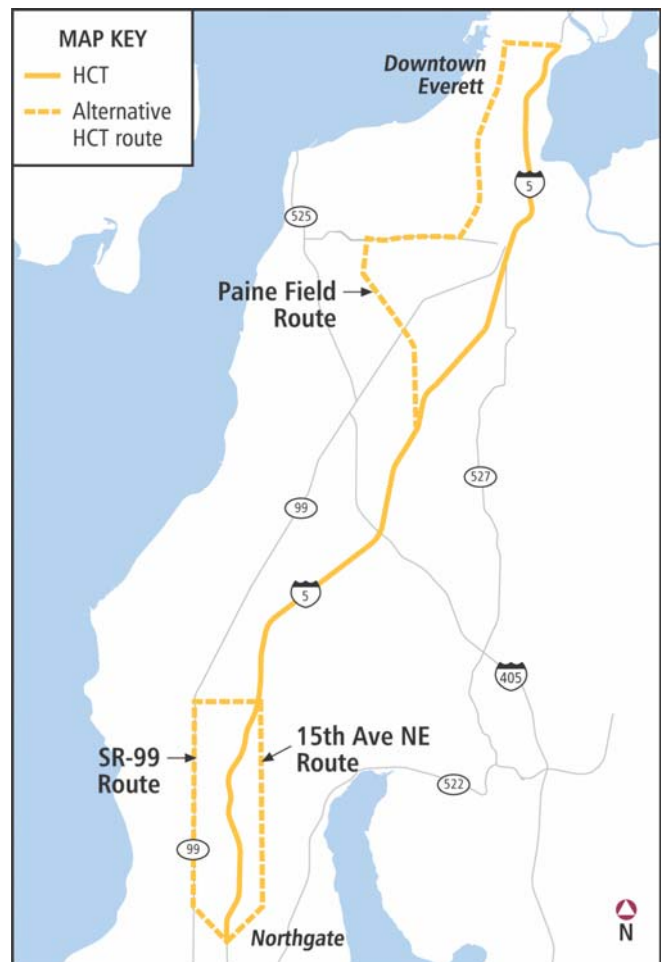 MAP KEY
HCT
Alternative
HCT route
Downtown
Everett
5
525
Paine Field
Route
527
99
5
405
SR-99
Route
15th Ave NE
Route
522
99
Northgate
N